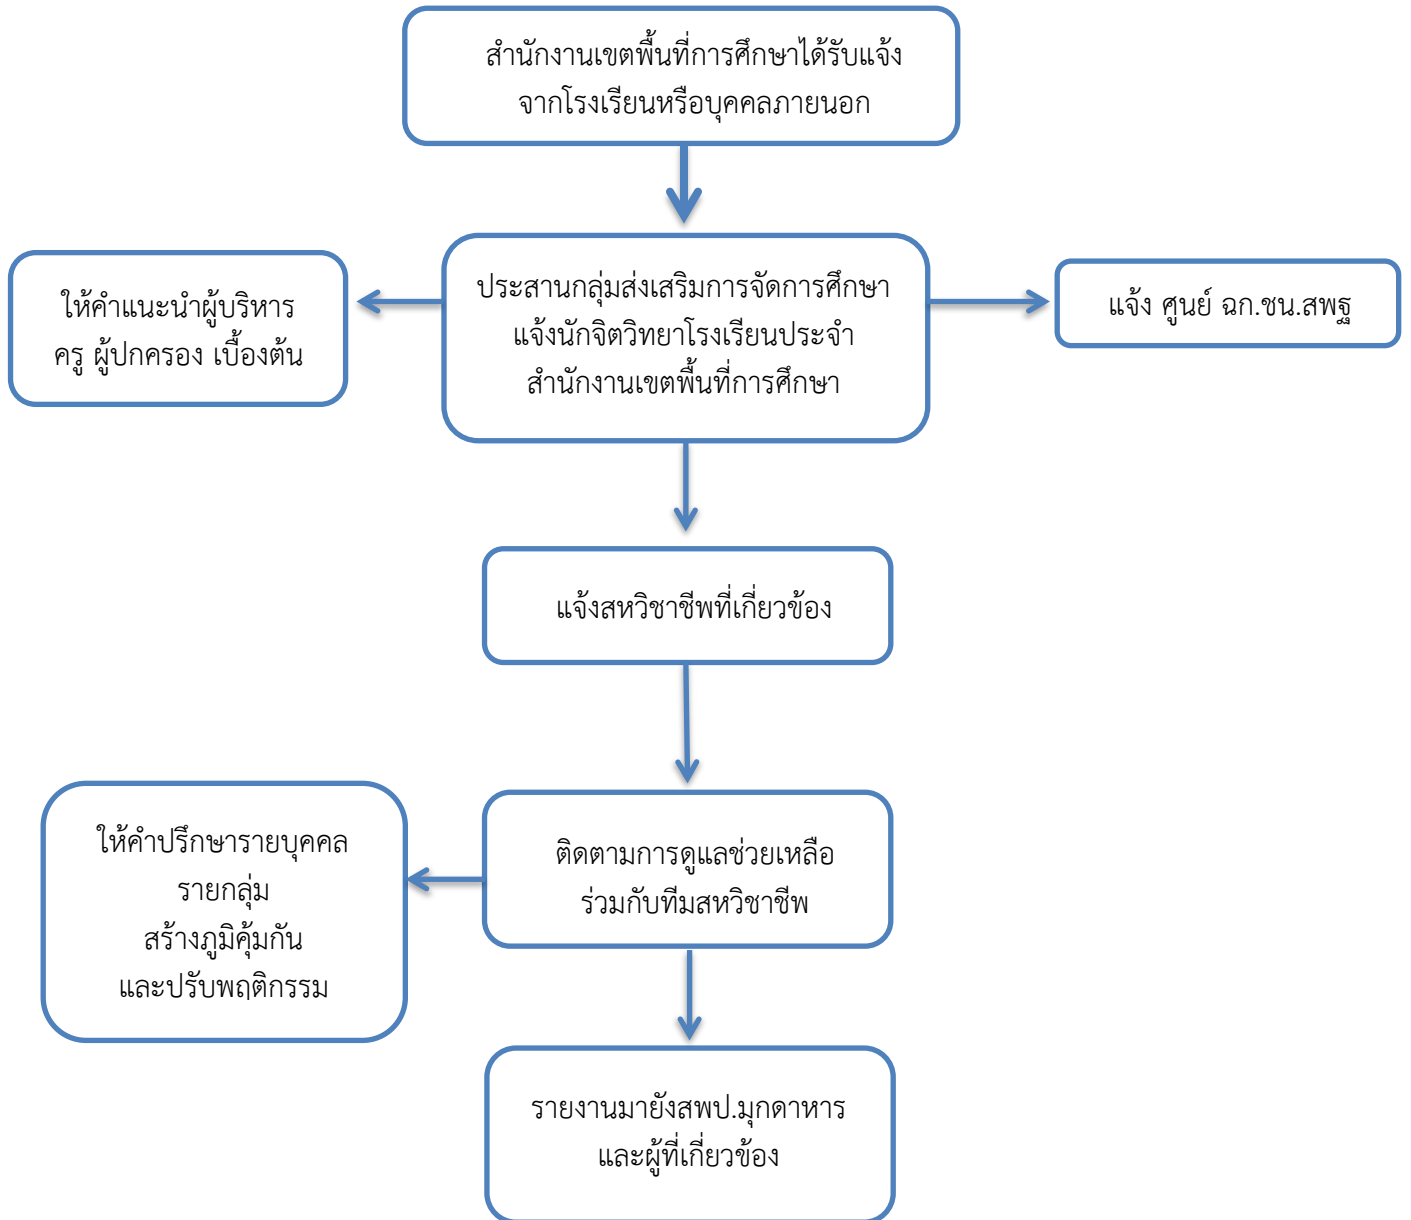 สำนักงานเขตพื้นที่การศึกษาได้รับแจ้ง
จากโรงเรียนหรือบุคคลภายนอก
ให้คำแนะนำผู้บริหาร
ครู ผู้ปกครอง เบื้องต้น
ประสานกลุ่มส่งเสริมการจัดการศึกษา
แจ้งนักจิตวิทยาโรงเรียนประจำ
สำนักงานเขตพื้นที่การศึกษา
แจ้ง ศูนย์ ฉก.ชน.สพฐ
แจ้งสหวิชาชีพที่เกี่ยวข้อง
ให้คำปรึกษารายบุคคล
รายกลุ่ม
สร้างภูมิคุ้มกัน
และปรับพฤติกรรม
ติดตามการดูแลช่วยเหลือ
ร่วมกับทีมสหวิชาชีพ
รายงานมายังสพป.มุกดาหาร
และผู้ที่เกี่ยวข้อง